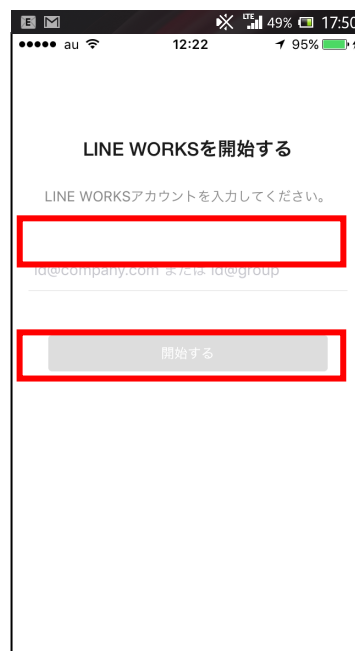 E LTE 49% 17:50
au 12:22 95%
LINE WORKSを開始する
LINE WORKSアカウントを入力してください。
id@company.com または id@group
開始する